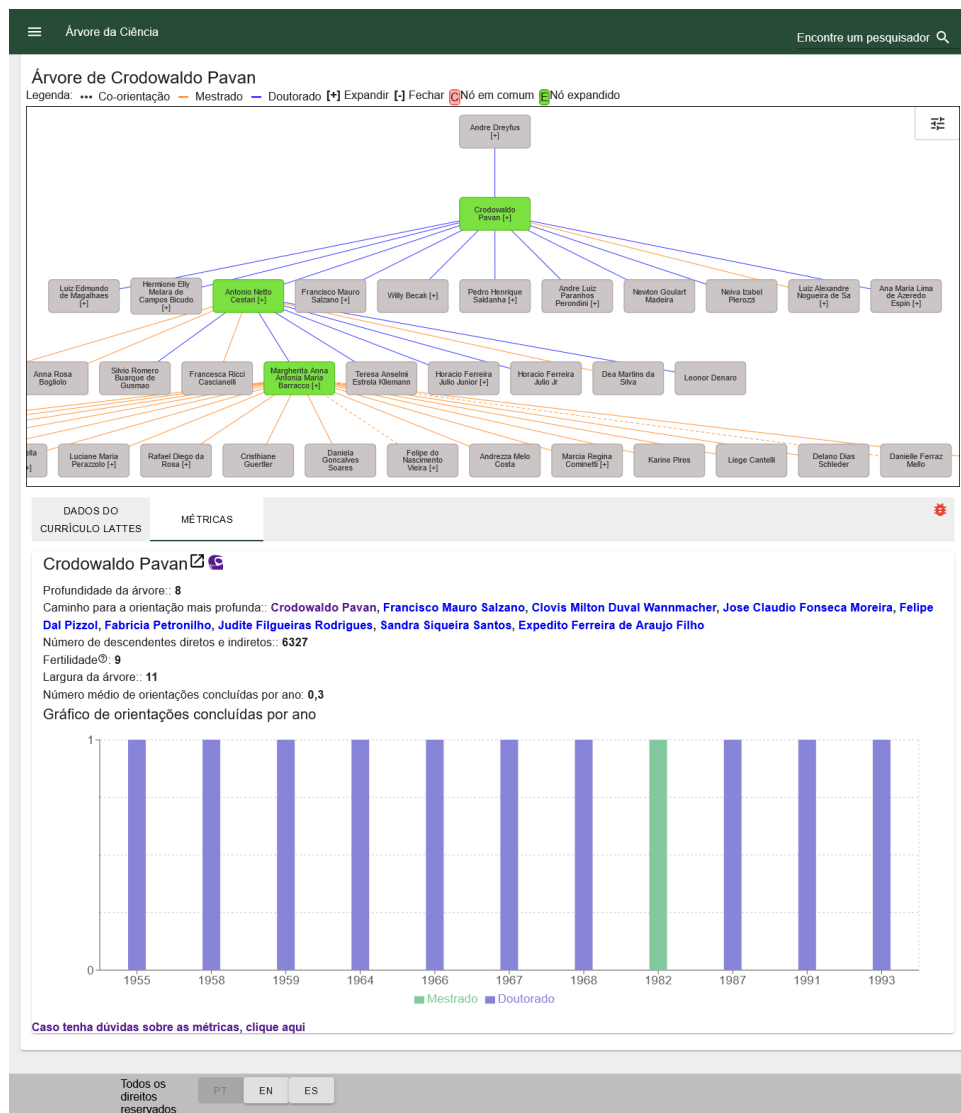 Árvore da Ciência
Encontre um pesquisador
Árvore de Crodowaldo Pavan
Legenda: ••• Co-orientação — Mestrado — Doutorado [+] Expandir [-] Fechar C Nó em comum E Nó expandido
Andre Dreyfus
[+]
Crodowaldo
Pavan [+]
Luiz Edmundo
de Magalhaes
[+]
Hermione Elly
Melara de
Campos Bicudo
[+]
Antonio Netto
Cestari [+]
Francisco Mauro
Salzano [+]
Willy Becak [+]
Pedro Henrique
Saldanha [+]
Andre Luiz
Paranhos
Perondini [+]
Newton Goulart
Madeira
Neiva Izabel
Pierozzi
Luiz Alexandre
Nogueira de Sa
[+]
Ana Maria Lima
de Azeredo
Espin [+]
Anna Rosa
Bogliolo
Silvio Romero
Buarque de
Gusmao
Francesca Ricci
Cascianelli
Margherita Anna
Antonia Maria
Barracco [+]
Teresa Anselmi
Estrela Kliemann
Horacio Ferreira
Julio Junior [+]
Horacio Ferreira
Julio Jr
Dea Martins da
Silva
Leonor Denaro
ella
+]
Luciane Maria
Perazzolo [+]
Rafael Diego da
Rosa [+]
Cristhiane
Guertler
Daniela
Goncalves
Soares
Felipe do
Nascimento
Vieira [+]
Andrezza Melo
Costa
Marcia Regina
Cominetti [+]
Karine Pires
Liege Cantelli
Delano Dias
Schleder
Danielle Ferraz
Mello
DADOS DO
CURRÍCULO LATTES
MÉTRICAS
Crodowaldo Pavan
Profundidade da árvore:: 8
Caminho para a orientação mais profunda:: Crodowaldo Pavan, Francisco Mauro Salzano, Clovis Milton Duval Wannmacher, Jose Claudio Fonseca Moreira, Felipe
Dal Pizzol, Fabricia Petronilho, Judite Filgueiras Rodrigues, Sandra Siqueira Santos, Expedito Ferreira de Araujo Filho
Número de descendentes diretos e indiretos:: 6327
Fertilidade?: 9
Largura da árvore:: 11
Número médio de orientações concluídas por ano: 0,3
Gráfico de orientações concluídas por ano
1
0
1955 1958 1959 1964 1966 1967 1968 1982 1987 1991 1993
Mestrado Doutorado
Caso tenha dúvidas sobre as métricas, clique aqui
Todos os
direitos
reservados
PT EN ES